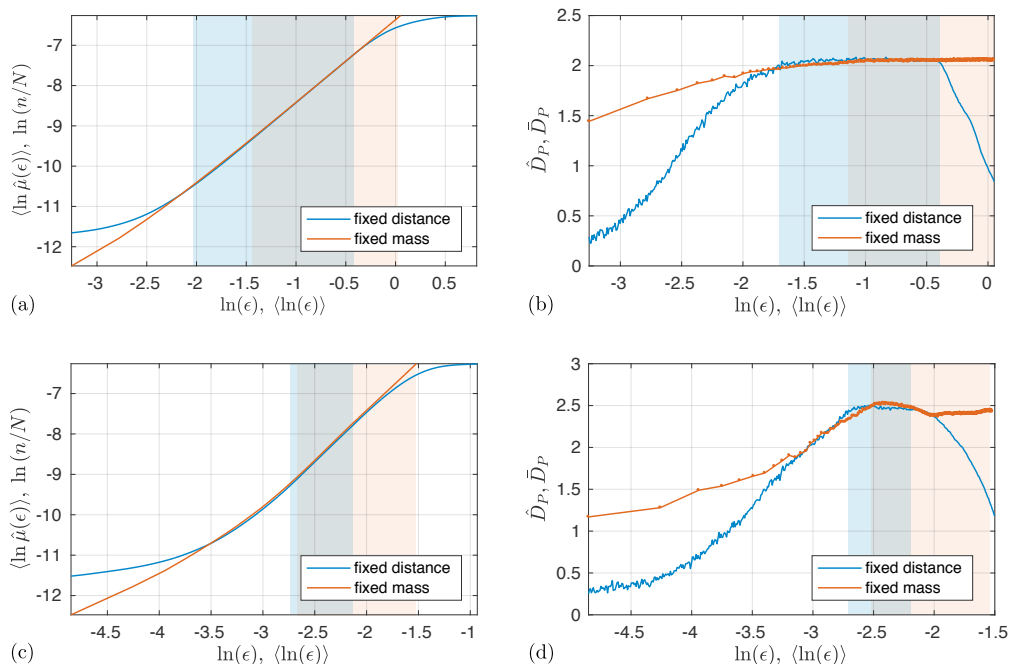 -7
-8
-9
-10
-11
-12
⟨ln μ̂(ϵ)⟩, ln (n/N)
fixed distance
fixed mass
-3 -2.5 -2 -1.5 -1 -0.5 0 0.5
ln(ϵ), ⟨ln(ϵ)⟩
(a)
2.5
2
1.5
1
0.5
0
D̂_P, D̄_P
fixed distance
fixed mass
-3 -2.5 -2 -1.5 -1 -0.5 0
ln(ϵ), ⟨ln(ϵ)⟩
(b)
-7
-8
-9
-10
-11
-12
⟨ln μ̂(ϵ)⟩, ln (n/N)
fixed distance
fixed mass
-4.5 -4 -3.5 -3 -2.5 -2 -1.5 -1
ln(ϵ), ⟨ln(ϵ)⟩
(c)
3
2.5
2
1.5
1
0.5
0
D̂_P, D̄_P
fixed distance
fixed mass
-4.5 -4 -3.5 -3 -2.5 -2 -1.5
ln(ϵ), ⟨ln(ϵ)⟩
(d)